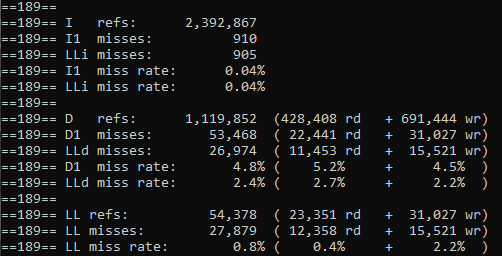 ==189==
==189== I   refs:      2,392,867
==189== I1  misses:          910
==189== LLi misses:          905
==189== I1  miss rate:      0.04%
==189== LLi miss rate:      0.04%
==189==
==189== D   refs:      1,119,852  (428,408 rd   + 691,444 wr)
==189== D1  misses:       53,468  ( 22,441 rd   +  31,027 wr)
==189== LLd misses:       26,974  ( 11,453 rd   +  15,521 wr)
==189== D1  miss rate:       4.8% (    5.2%     +     4.5%  )
==189== LLd miss rate:       2.4% (    2.7%     +     2.2%  )
==189==
==189== LL refs:          54,378  ( 23,351 rd   +  31,027 wr)
==189== LL misses:        27,879  ( 12,358 rd   +  15,521 wr)
==189== LL miss rate:        0.8% (    0.4%     +     2.2%  )